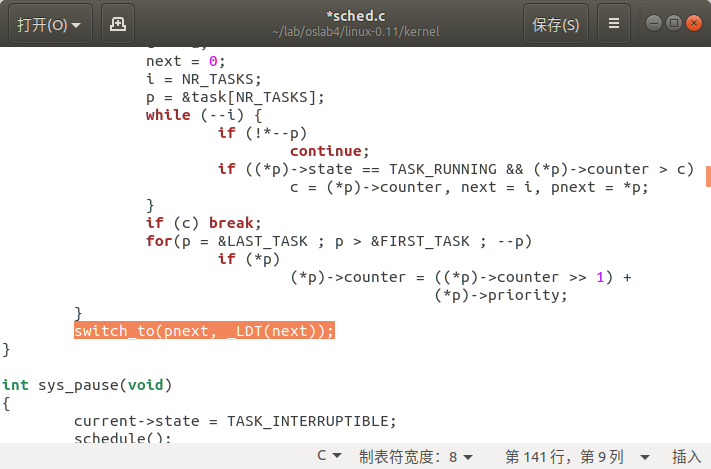 打开(O)
*sched.c
~/lab/oslab4/linux-0.11/kernel
保存(S)
next = 0;
i = NR_TASKS;
p = &task[NR_TASKS];
while (--i) {
if (!*--p)
continue;
if ((*p)->state == TASK_RUNNING && (*p)->counter > c)
c = (*p)->counter, next = i, pnext = *p;
}
if (c) break;
for(p = &LAST_TASK ; p > &FIRST_TASK ; --p)
if (*p)
(*p)->counter = ((*p)->counter >> 1) +
(*p)->priority;
}
switch_to(pnext, _LDT(next));
}
int sys_pause(void)
{
current->state = TASK_INTERRUPTIBLE;
schedule();
C 制表符宽度：8 第 141 行，第 9 列 插入